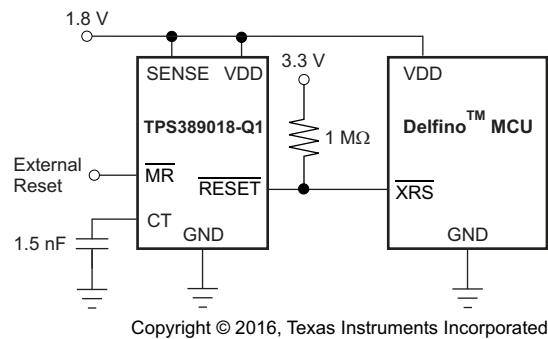 1.8 V
SENSE VDD
3.3 V
VDD
TPS389018-Q1
1 MΩ
Delfino™ MCU
External
Reset
MR
RESET
XRS
CT
1.5 nF
GND
GND
Copyright © 2016, Texas Instruments Incorporated